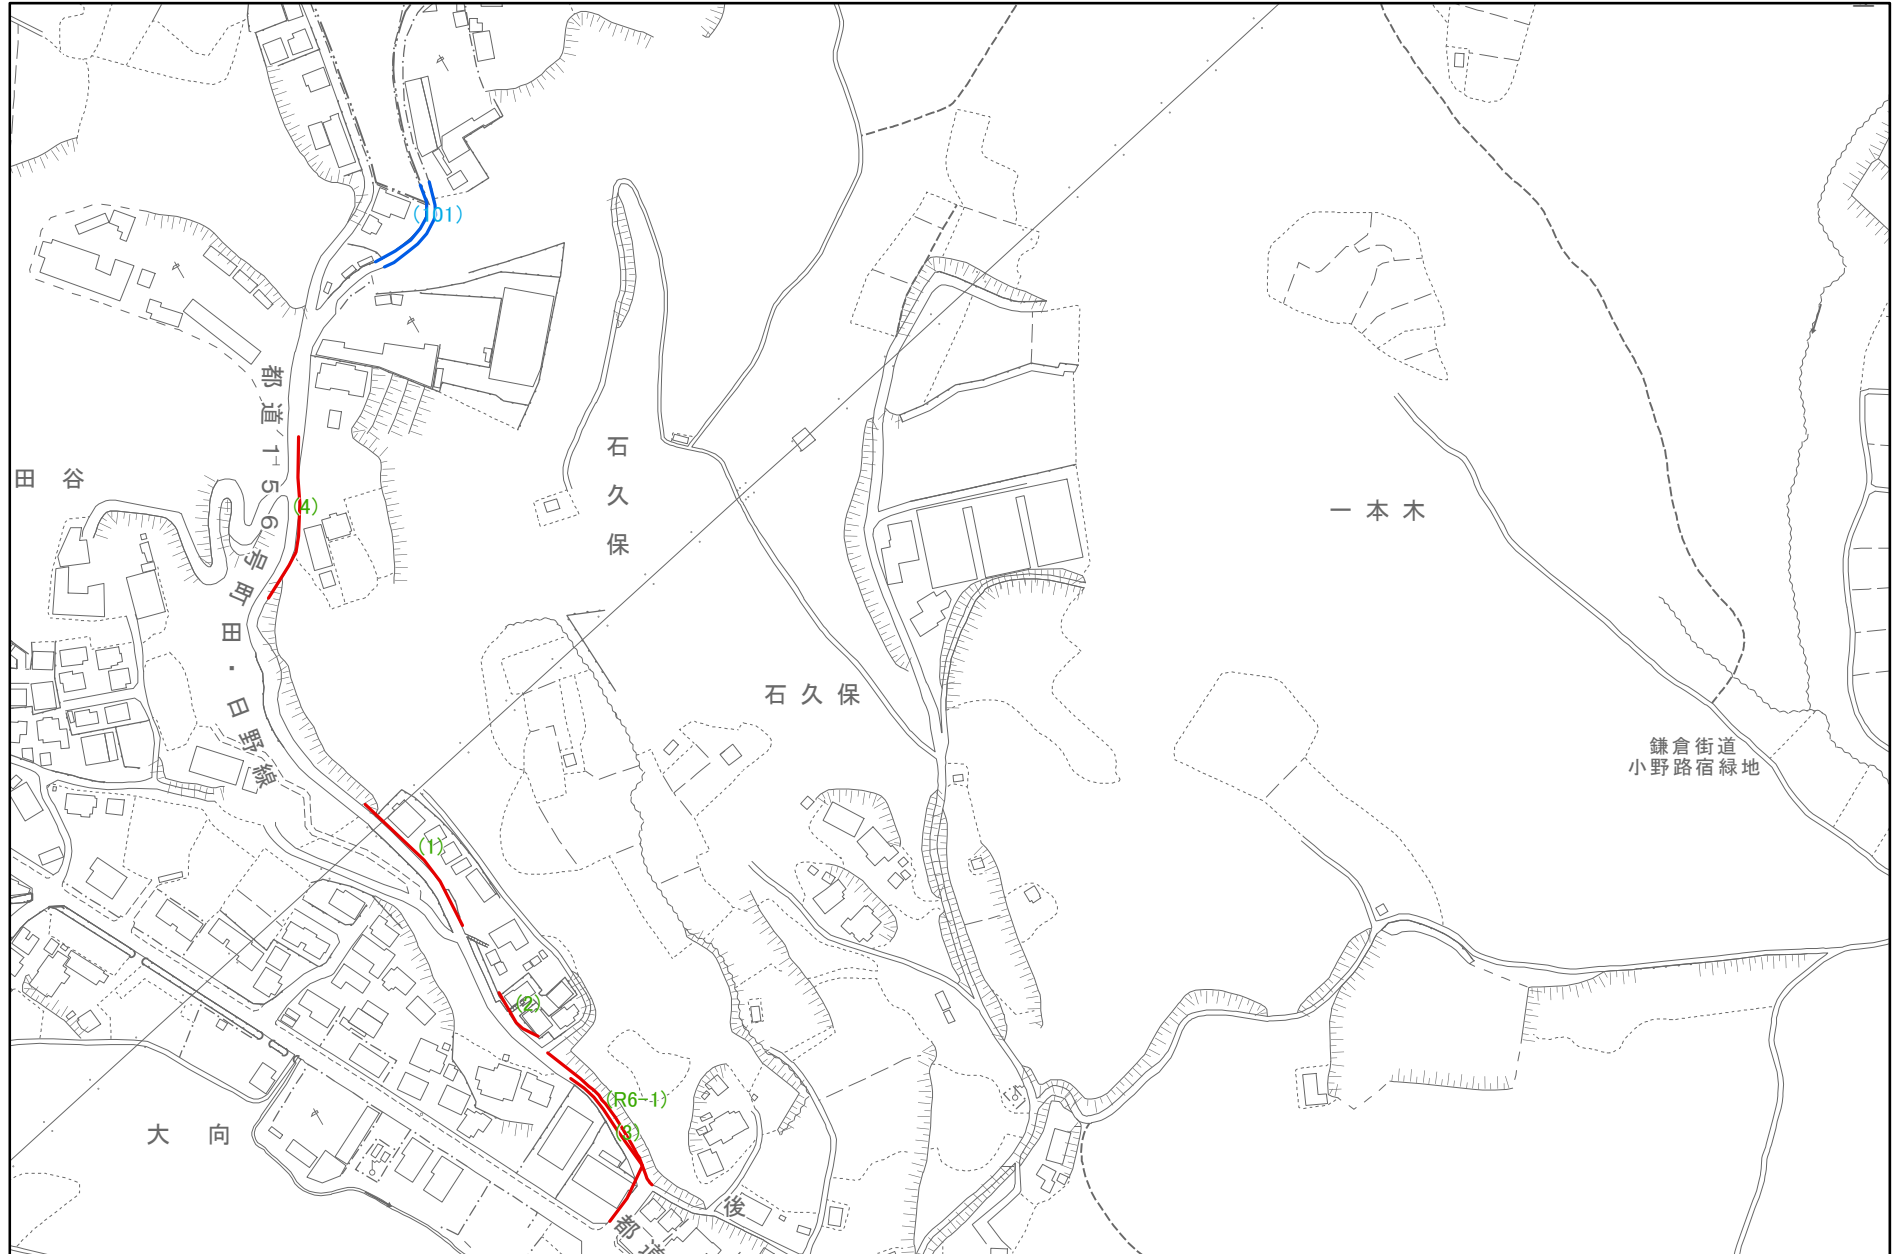 (101)
都道156号町田・日野線
田谷
(4)
石久保
一本木
石久保
鎌倉街道
小野路宿緑地
(1)
(2)
(R6-1)
(3)
大向
後
都道